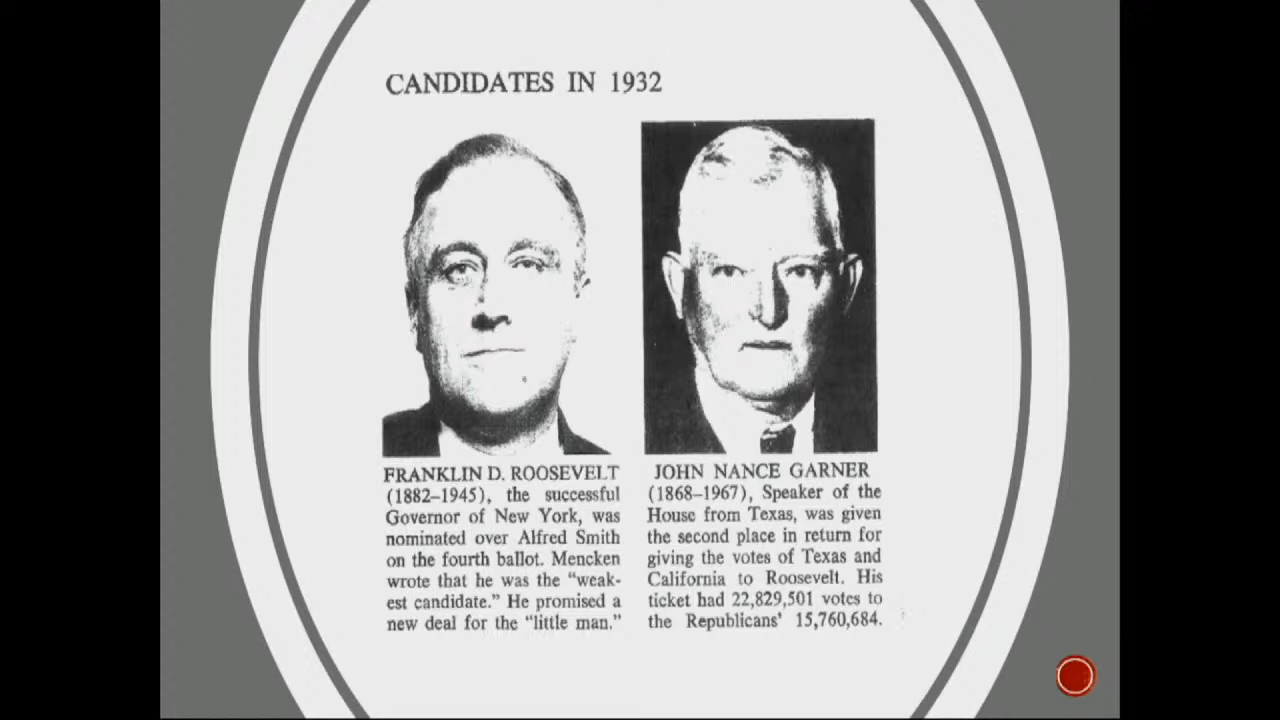 CANDIDATES IN 1932
FRANKLIN D. ROOSEVELT
(1882–1945), the successful
Governor of New York, was
nominated over Alfred Smith
on the fourth ballot. Mencken
wrote that he was the “weak-
est candidate.” He promised a
new deal for the “little man.”
JOHN NANCE GARNER
(1868–1967), Speaker of the
House from Texas, was given
the second place in return for
giving the votes of Texas and
California to Roosevelt. His
ticket had 22,829,501 votes to
the Republicans’ 15,760,684.